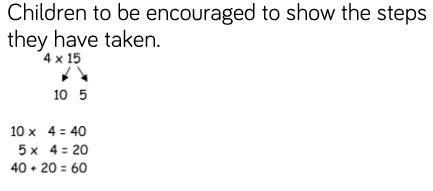 Children to be encouraged to show the steps
they have taken.
4 x 15
10 5
10 x 4 = 40
5 x 4 = 20
40 + 20 = 60